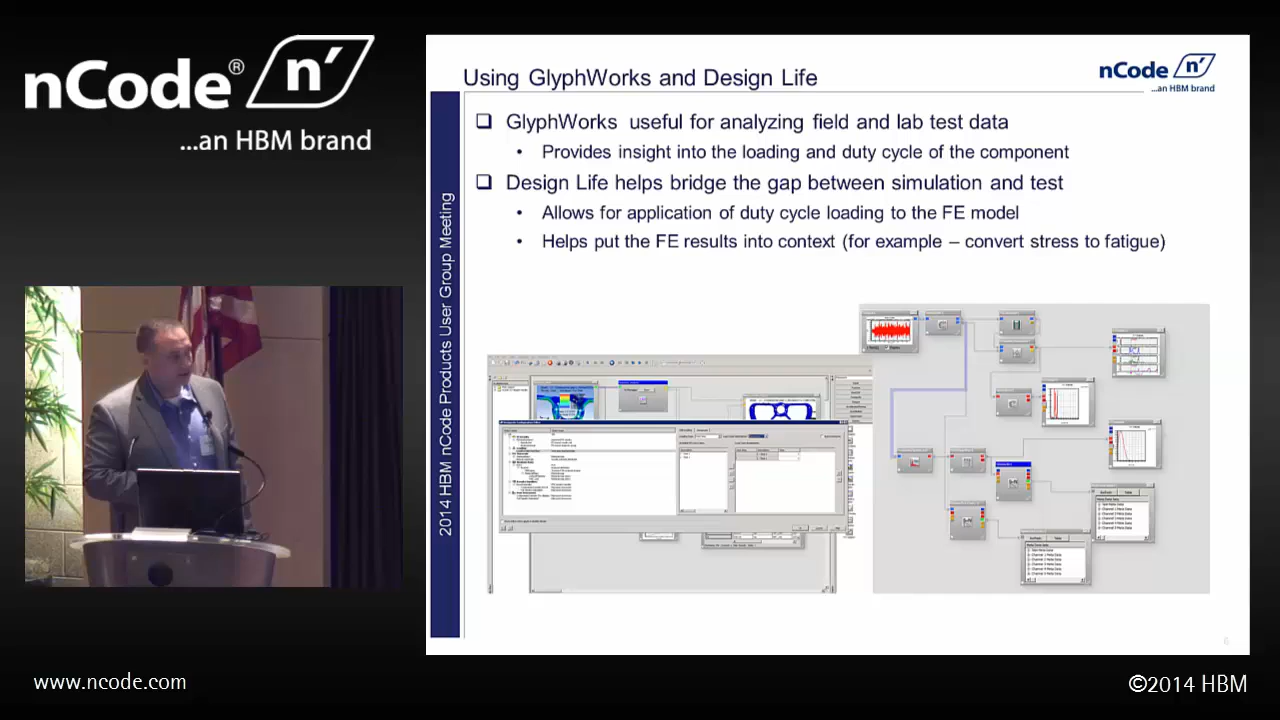 nCode® n′
...an HBM brand
Using GlyphWorks and Design Life
nCode n′
...an HBM brand
GlyphWorks useful for analyzing field and lab test data
• Provides insight into the loading and duty cycle of the component
Design Life helps bridge the gap between simulation and test
• Allows for application of duty cycle loading to the FE model
• Helps put the FE results into context (for example – convert stress to fatigue)
2014 HBM nCode Products User Group Meeting
6
www.ncode.com
©2014 HBM